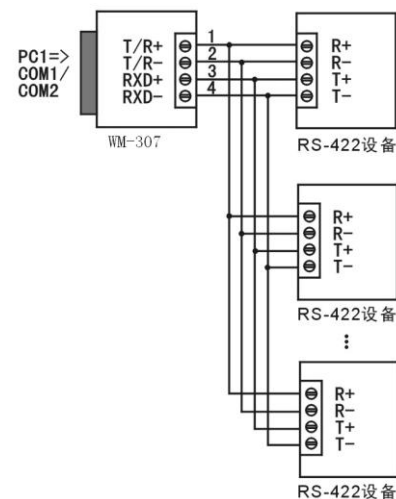 PC1=>
COM1/
COM2
T/R+
T/R-
RXD+
RXD-
WM-307
1
2
3
4
R+
R-
T+
T-
RS-422设备
R+
R-
T+
T-
RS-422设备
R+
R-
T+
T-
RS-422设备